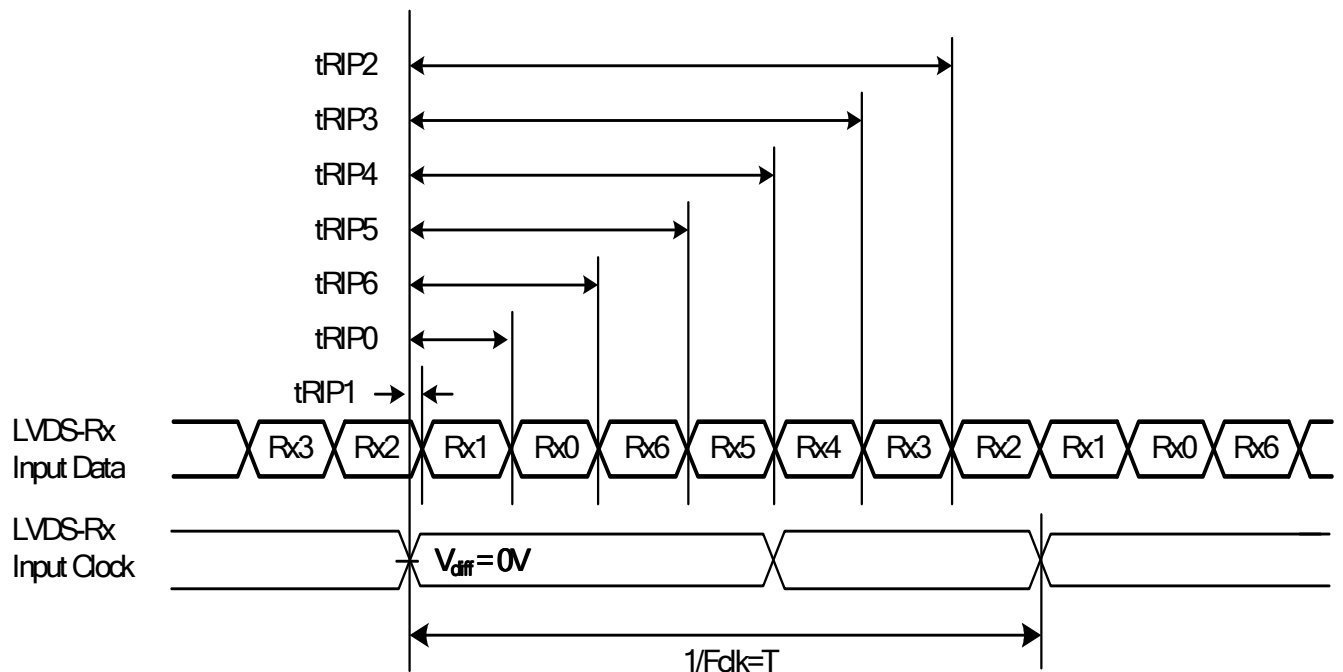 tRIP2
tRIP3
tRIP4
tRIP5
tRIP6
tRIP0
tRIP1
LVDS-Rx
Input Data
Rx3 Rx2 Rx1 Rx0 Rx6 Rx5 Rx4 Rx3 Rx2 Rx1 Rx0 Rx6
LVDS-Rx
Input Clock
Vdiff = 0V
1/Fclk=T